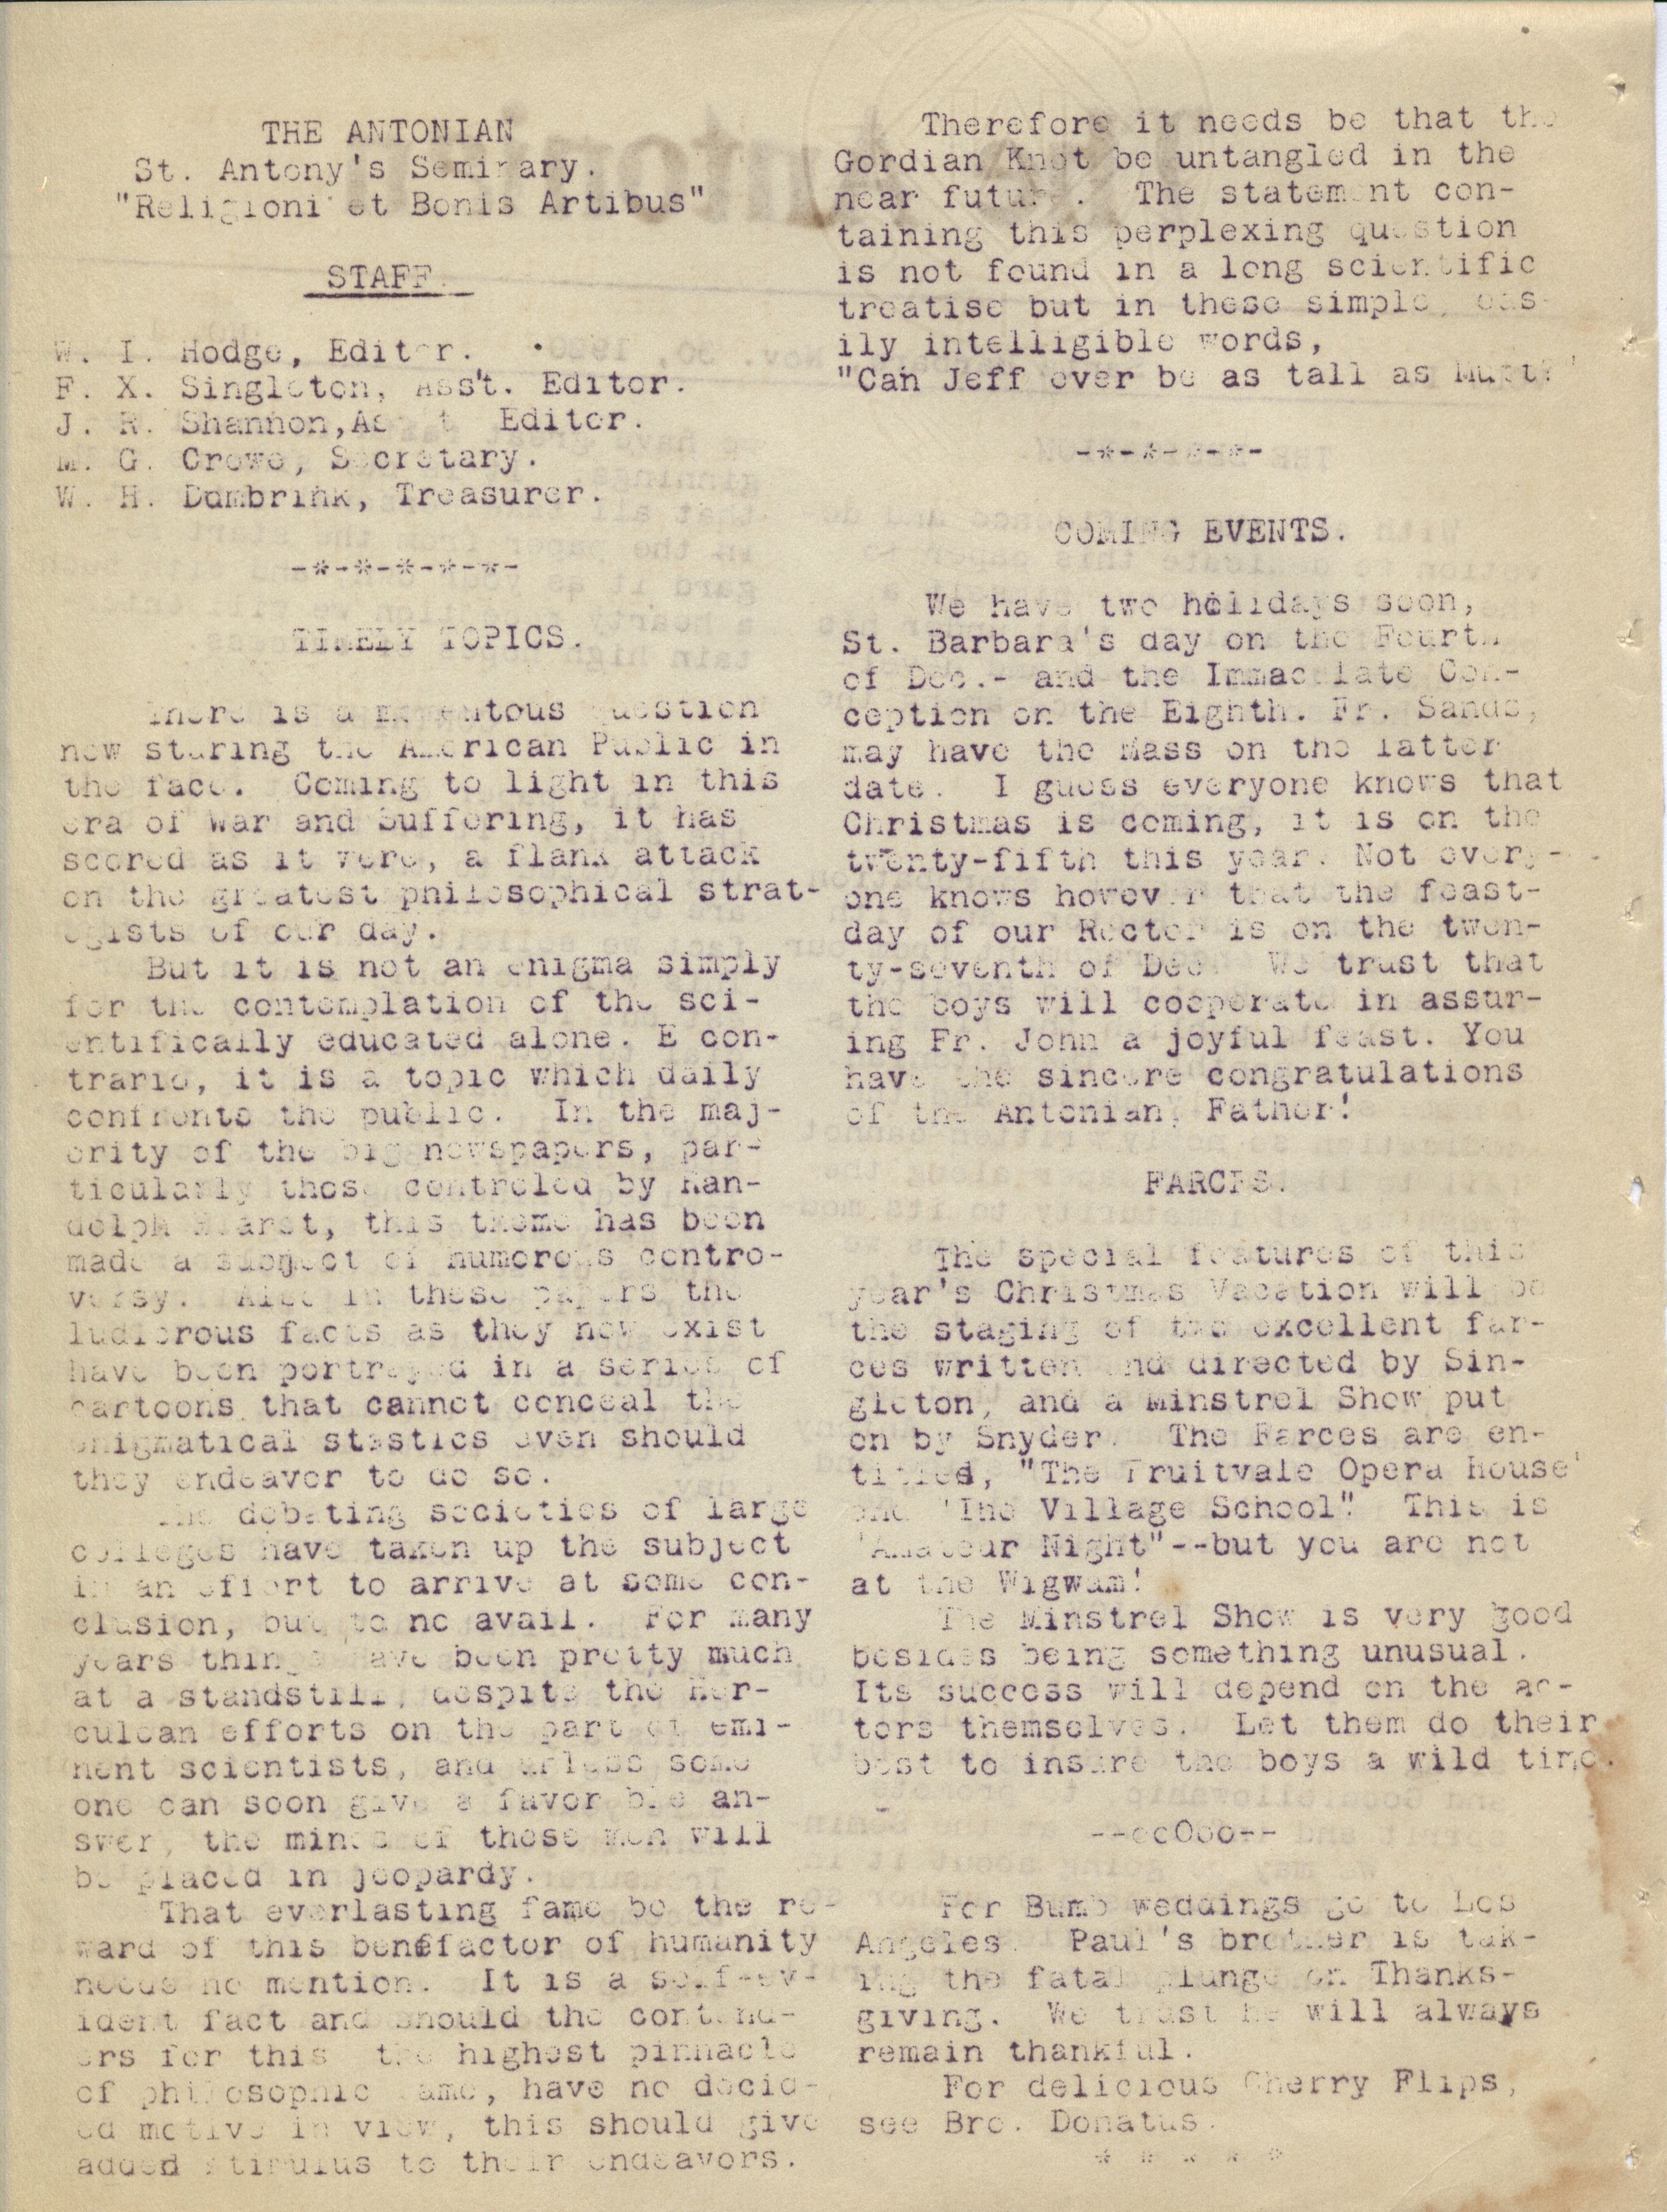 THE ANTONIAN
St. Antony's Seminary.
"Religioni et Bonis Artibus"
STAFF.
W. I. Hodge, Editor.
F. X. Singleton, Ass't. Editor.
J. R. Shannon, Ass't Editor.
M. G. Crowe, Secretary.
W. H. Dumbrink, Treasurer.
-*-*-*-*-*-
TIMELY TOPICS.
There is a momentous question
now staring the American Public in
the face. Coming to light in this
era of War and Suffering, it has
scored as it were, a flank attack
on the greatest philosophical strat-
egists of our day.
But it is not an enigma simply
for the contemplation of the sci-
entifically educated alone. E con-
trario, it is a topic which daily
confronts the public. In the maj-
ority of the big newspapers, par-
ticularly those controled by Ran-
dolph Hearst, this theme has been
made a subject of numerous contro-
versy. Also in these papers the
ludicrous facts as they now exist
have been portrayed in a series of
cartoons that cannot conceal the
enigmatical stastics even should
they endeavor to do so.
The debating societies of large
colleges have taken up the subject
in an effort to arrive at some con-
clusion, but to no avail. For many
years things have been pretty much
at a standstill, despite the Her-
culean efforts on the part of emi-
nent scientists, and unless some
one can soon give a favorable an-
swer, the minds of those men will
be placed in jeopardy.
That everlasting fame be the re-
ward of this benefactor of humanity
needs no mention. It is a self-ev-
ident fact and should the contend-
ers for this the highest pinnacle
of philosophic fame, have no decid-
ed motive in view, this should give
added stimulus to their endeavors.
Therefore it needs be that the
Gordian Knot be untangled in the
near future. The statement con-
taining this perplexing question
is not found in a long scientific
treatise but in these simple, eas-
ily intelligible words,
"Can Jeff ever be as tall as Mutt?"
-*-*-*-*-
COMING EVENTS.
We have two holidays soon,
St. Barbara's day on the Fourth
of Dec.- and the Immaculate Con-
ception on the Eighth. Fr. Sands,
may have the Mass on the latter
date. I guess everyone knows that
Christmas is coming, it is on the
twenty-fifth this year. Not every-
one knows however that the feast-
day of our Rector is on the twen-
ty-seventh of Dec. We trust that
the boys will cooperate in assur-
ing Fr. John a joyful feast. You
have the sincere congratulations
of the Antonian, Father!
FARCES.
The special features of this
year's Christmas Vacation will be
the staging of two excellent far-
ces written and directed by Sin-
gleton, and a Minstrel Show put
on by Snyder. The Farces are en-
titled, "The Fruitvale Opera House"
and "The Village School". This is
"Amateur Night"--but you are not
at the Wigwam!
The Minstrel Show is very good
besides being something unusual.
Its success will depend on the ac-
tors themselves. Let them do their
best to insure the boys a wild time.
--ooOoo--
For Bumb weddings go to Los
Angeles. Paul's brother is tak-
ing the fatal plunge on Thanks-
giving. We trust he will always
remain thankful.
For delicious Cherry Flips,
see Bro. Donatus.
* * * * *